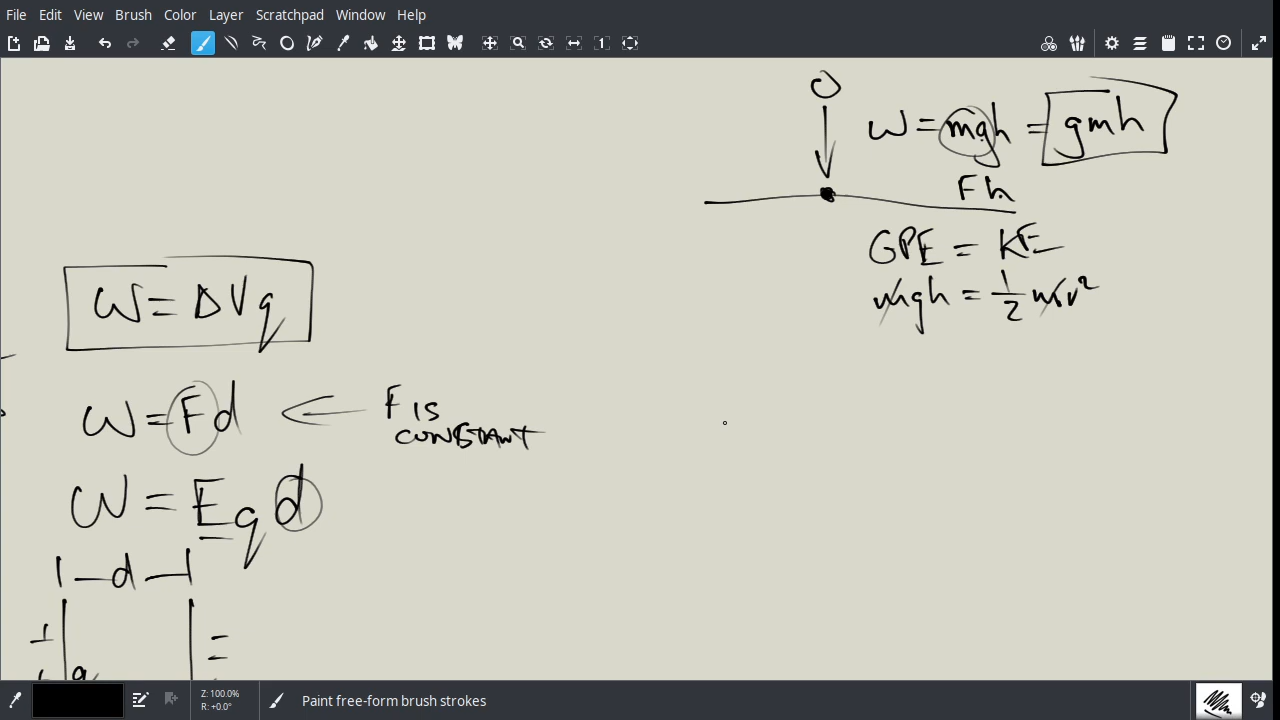 File Edit View Brush Color Layer Scratchpad Window Help
1
W = mgh = gmh
Fh
GPE = KE
mgh = 1/2 mv²
W = ΔVq
W = Fd ← F IS
CONSTANT
W = Eqd
|—d—|
+ =
+ q
Z: 100.0%
R: +0.0°
Paint free-form brush strokes